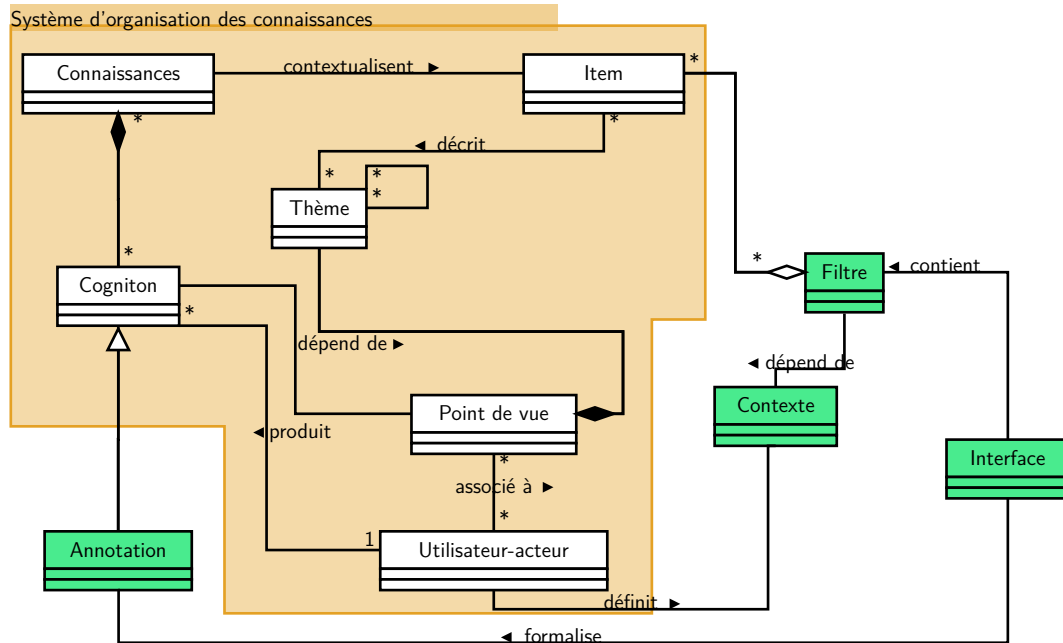 Système d'organisation des connaissances
Connaissances
contextualisent ►
Item
*
*
*
◄ décrit
*
*
*
Thème
*
Cogniton
*
*
Filtre
◄ contient
dépend de ►
◄ dépend de
Point de vue
Contexte
◄ produit
*
associé à ►
*
Interface
1
Annotation
Utilisateur-acteur
définit ►
◄ formalise